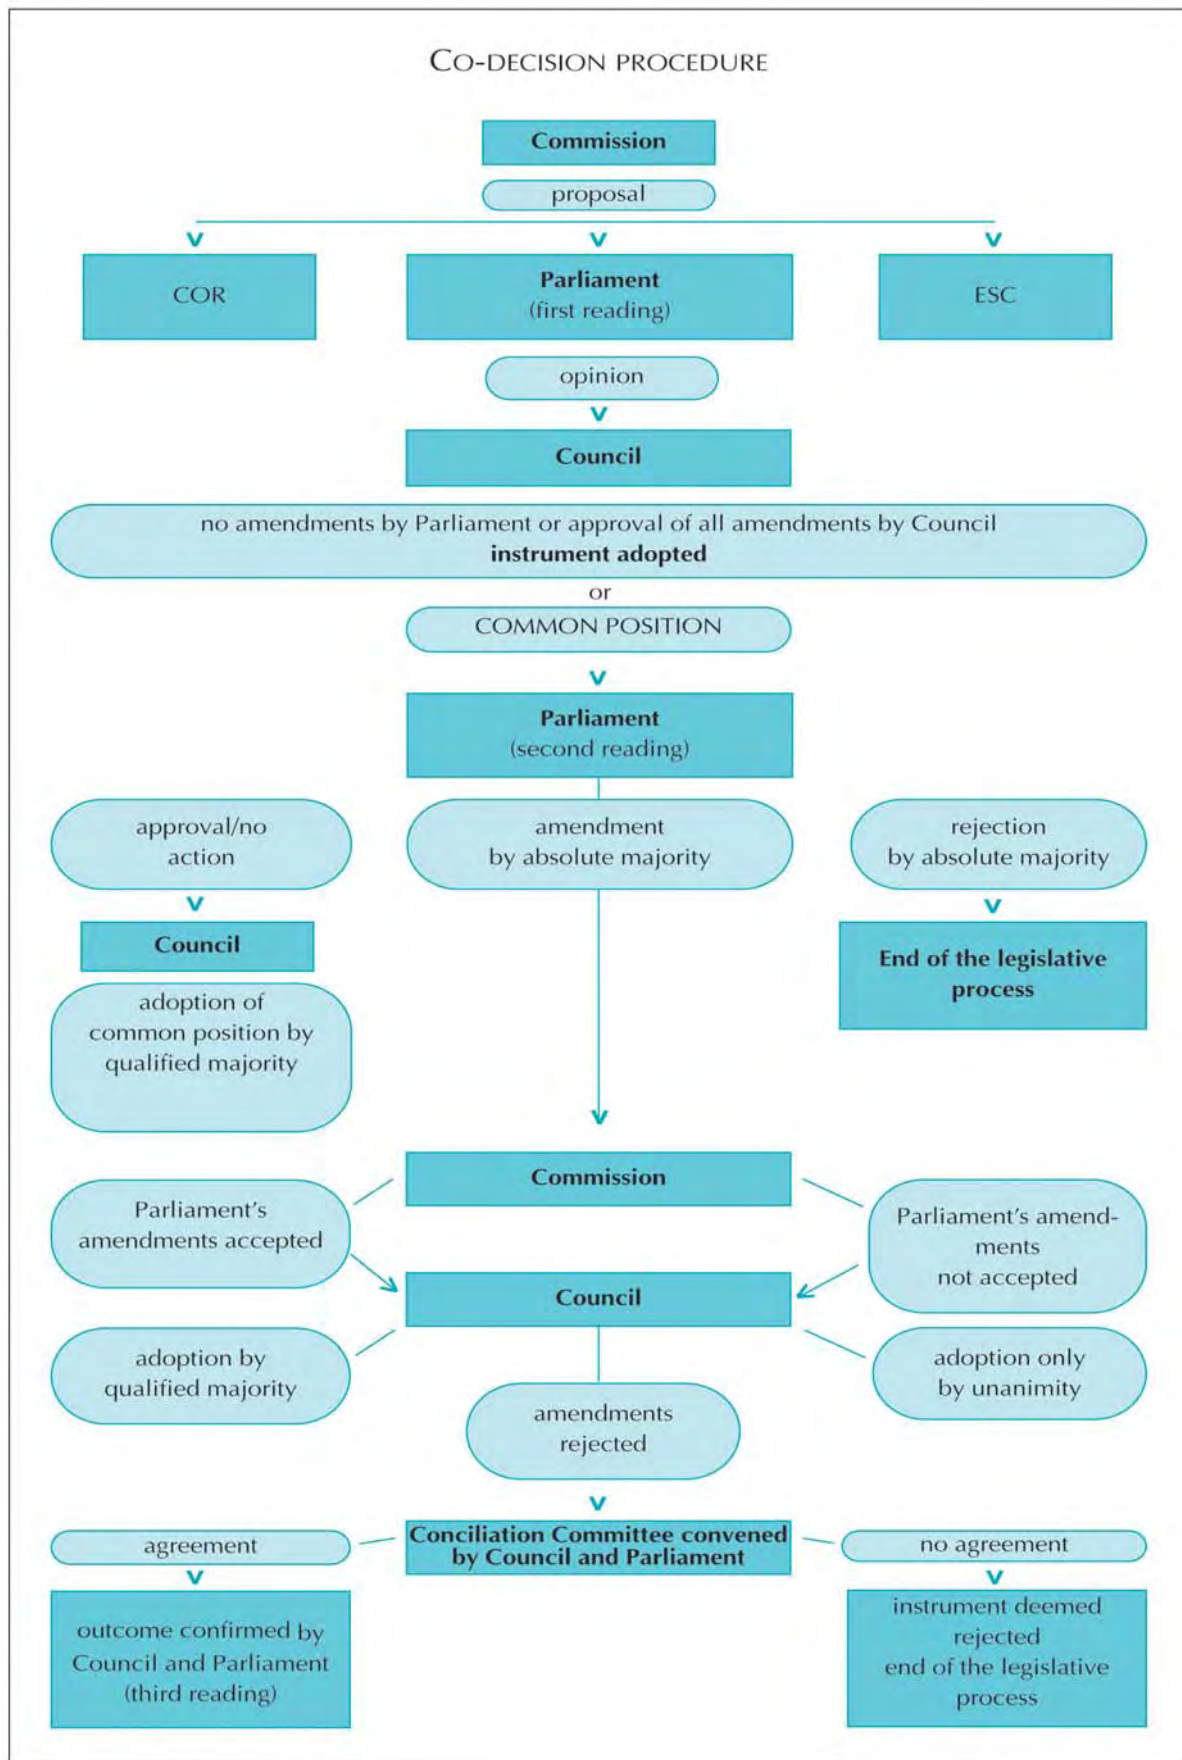 CO-DECISION PROCEDURE
Commission
proposal
COR
Parliament
(first reading)
ESC
opinion
Council
no amendments by Parliament or approval of all amendments by Council
instrument adopted
or
COMMON POSITION
Parliament
(second reading)
approval/no
action
amendment
by absolute majority
rejection
by absolute majority
Council
adoption of
common position by
qualified majority
End of the legislative
process
Commission
Parliament's
amendments accepted
Parliament's amend-
ments
not accepted
Council
adoption by
qualified majority
adoption only
by unanimity
amendments
rejected
agreement
Conciliation Committee convened
by Council and Parliament
no agreement
outcome confirmed by
Council and Parliament
(third reading)
instrument deemed
rejected
end of the legislative
process